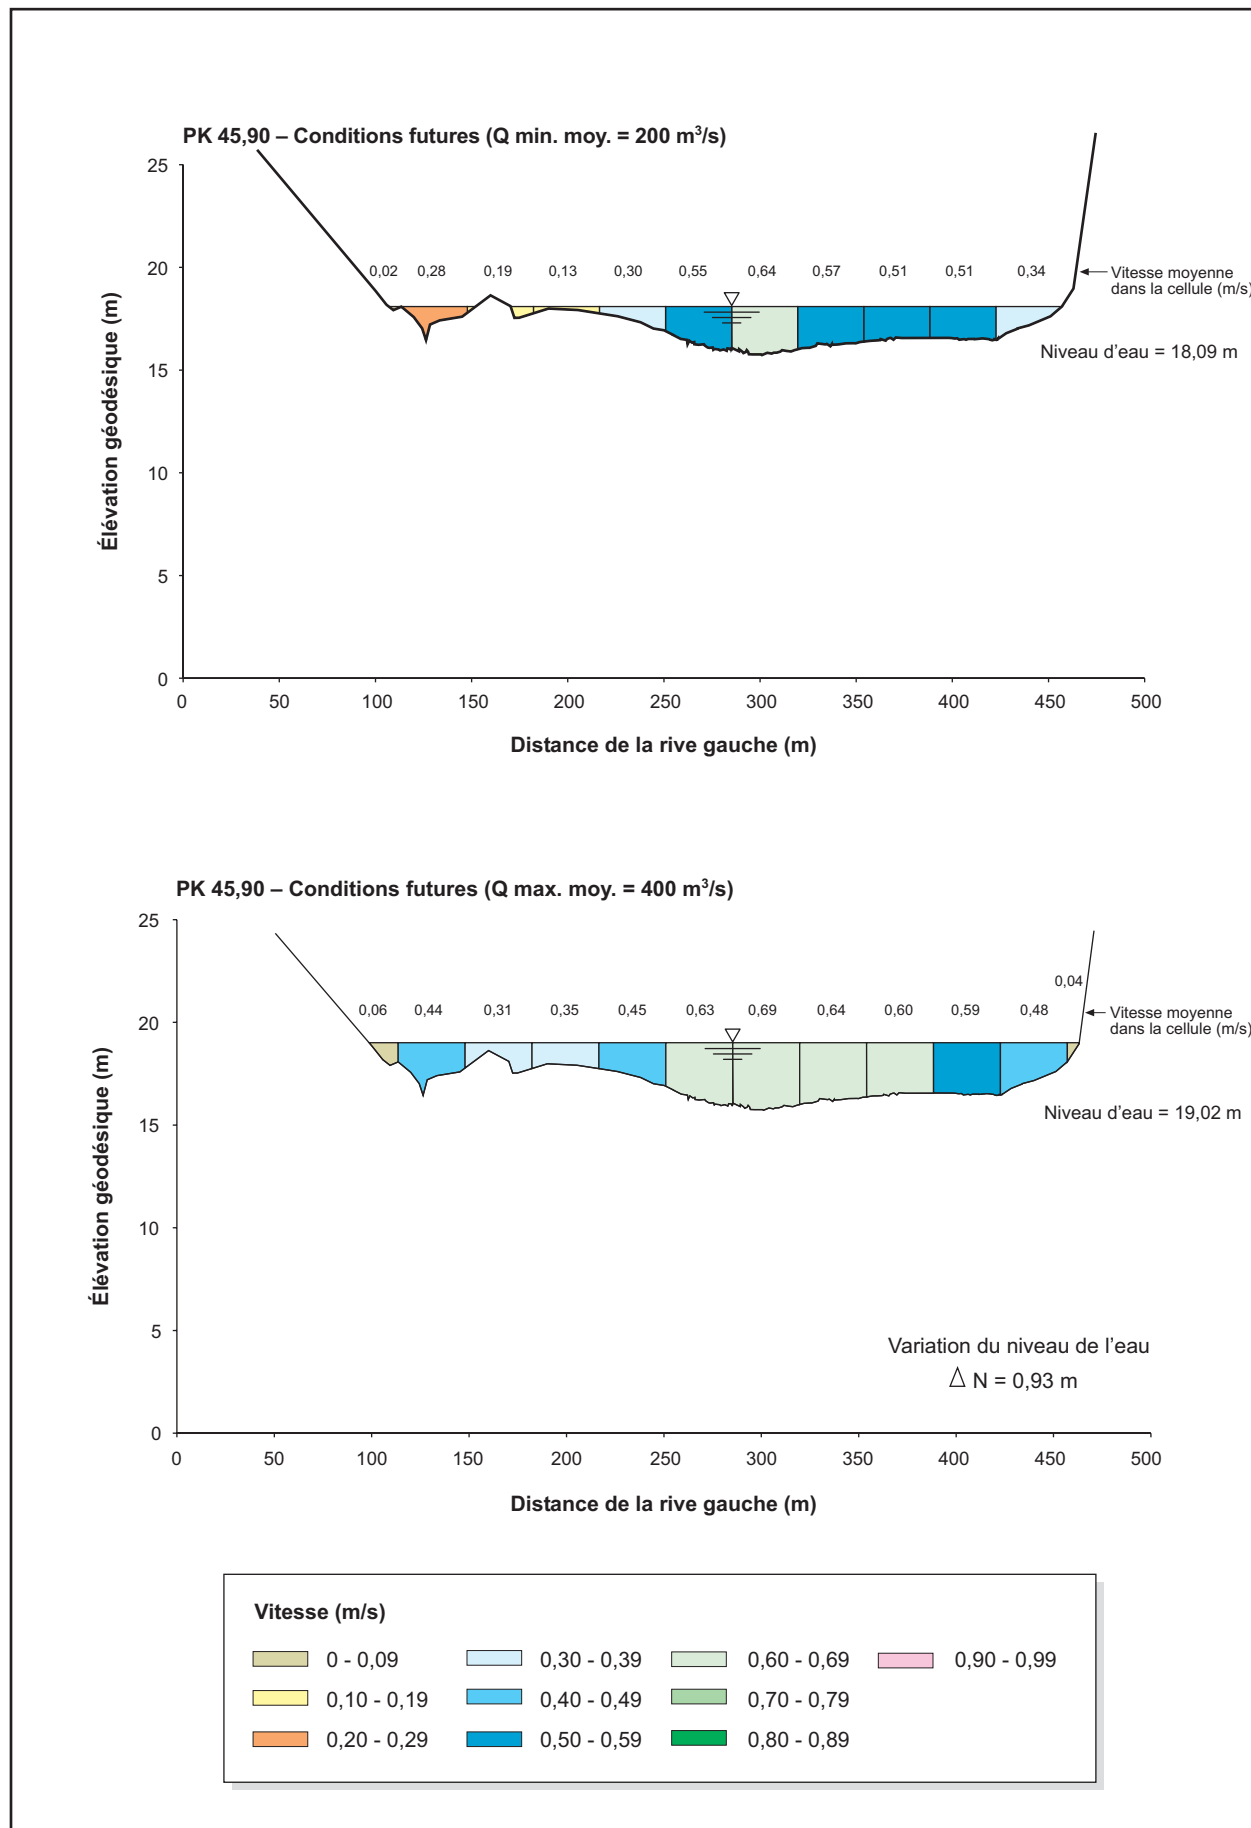 PK 45,90 – Conditions futures (Q min. moy. = 200 m³/s)
25
20
15
10
5
0
Élévation géodésique (m)
0,02 0,28 0,19 0,13 0,30 0,55 0,64 0,57 0,51 0,51 0,34
Vitesse moyenne
dans la cellule (m/s)
Niveau d'eau = 18,09 m
0 50 100 150 200 250 300 350 400 450 500
Distance de la rive gauche (m)
PK 45,90 – Conditions futures (Q max. moy. = 400 m³/s)
25
20
15
10
5
0
Élévation géodésique (m)
0,04
0,06 0,44 0,31 0,35 0,45 0,63 0,69 0,64 0,60 0,59 0,48
Vitesse moyenne
dans la cellule (m/s)
Niveau d'eau = 19,02 m
Variation du niveau de l'eau
Δ N = 0,93 m
0 50 100 150 200 250 300 350 400 450 500
Distance de la rive gauche (m)
Vitesse (m/s)
0 - 0,09 0,30 - 0,39 0,60 - 0,69 0,90 - 0,99
0,10 - 0,19 0,40 - 0,49 0,70 - 0,79
0,20 - 0,29 0,50 - 0,59 0,80 - 0,89